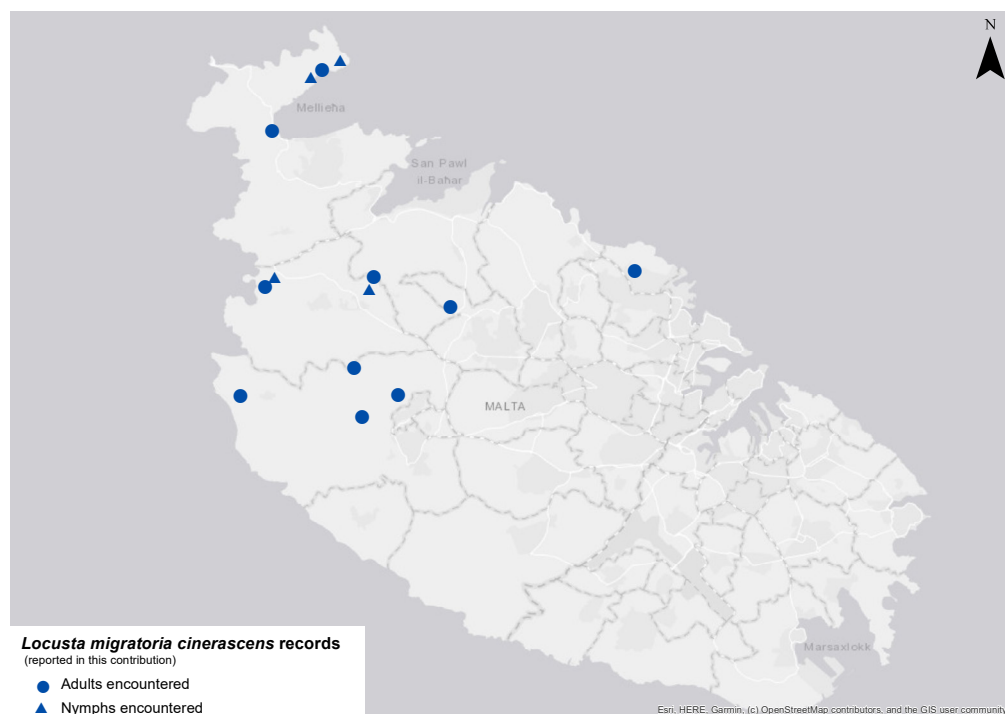 N
Mellieħa
San Pawl
il-Baħar
MALTA
Marsaxlokk
Locusta migratoria cinerascens records
(reported in this contribution)
Adults encountered
Nymphs encountered
Esri, HERE, Garmin, (c) OpenStreetMap contributors, and the GIS user community